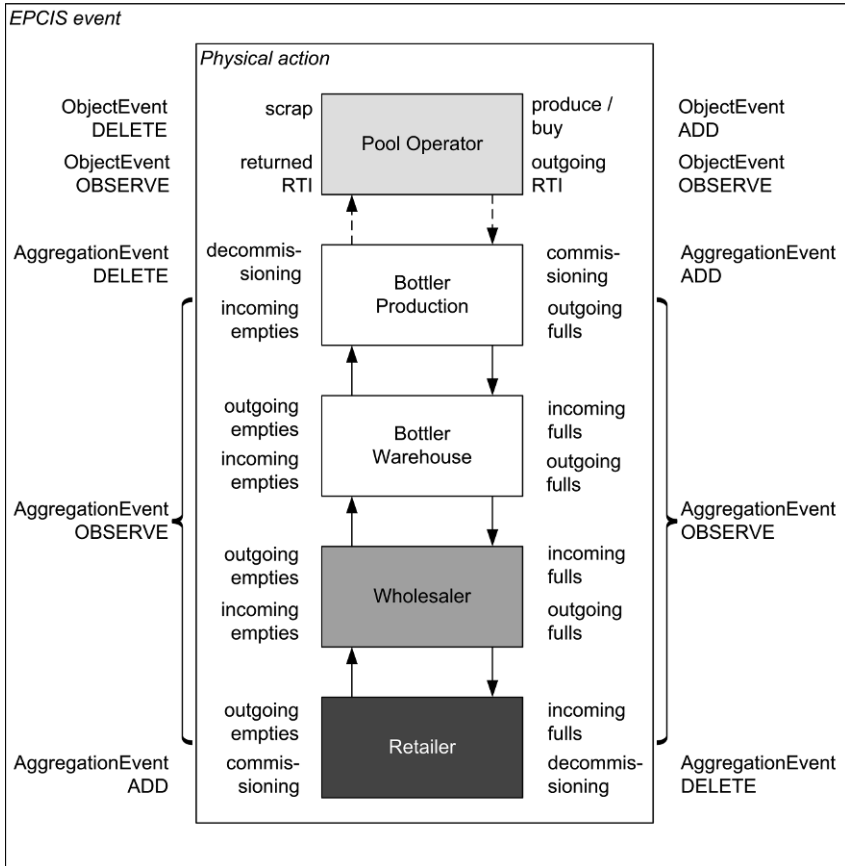 EPCIS event
Physical action
ObjectEvent
DELETE
scrap
Pool Operator
produce /
buy
ObjectEvent
ADD
ObjectEvent
OBSERVE
returned
RTI
outgoing
RTI
ObjectEvent
OBSERVE
AggregationEvent
DELETE
decommis-
sioning
Bottler
Production
commis-
sioning
AggregationEvent
ADD
incoming
empties
outgoing
fulls
outgoing
empties
Bottler
Warehouse
incoming
fulls
incoming
empties
outgoing
fulls
AggregationEvent
OBSERVE
AggregationEvent
OBSERVE
outgoing
empties
Wholesaler
incoming
fulls
incoming
empties
outgoing
fulls
outgoing
empties
Retailer
incoming
fulls
AggregationEvent
ADD
commis-
sioning
decommis-
sioning
AggregationEvent
DELETE